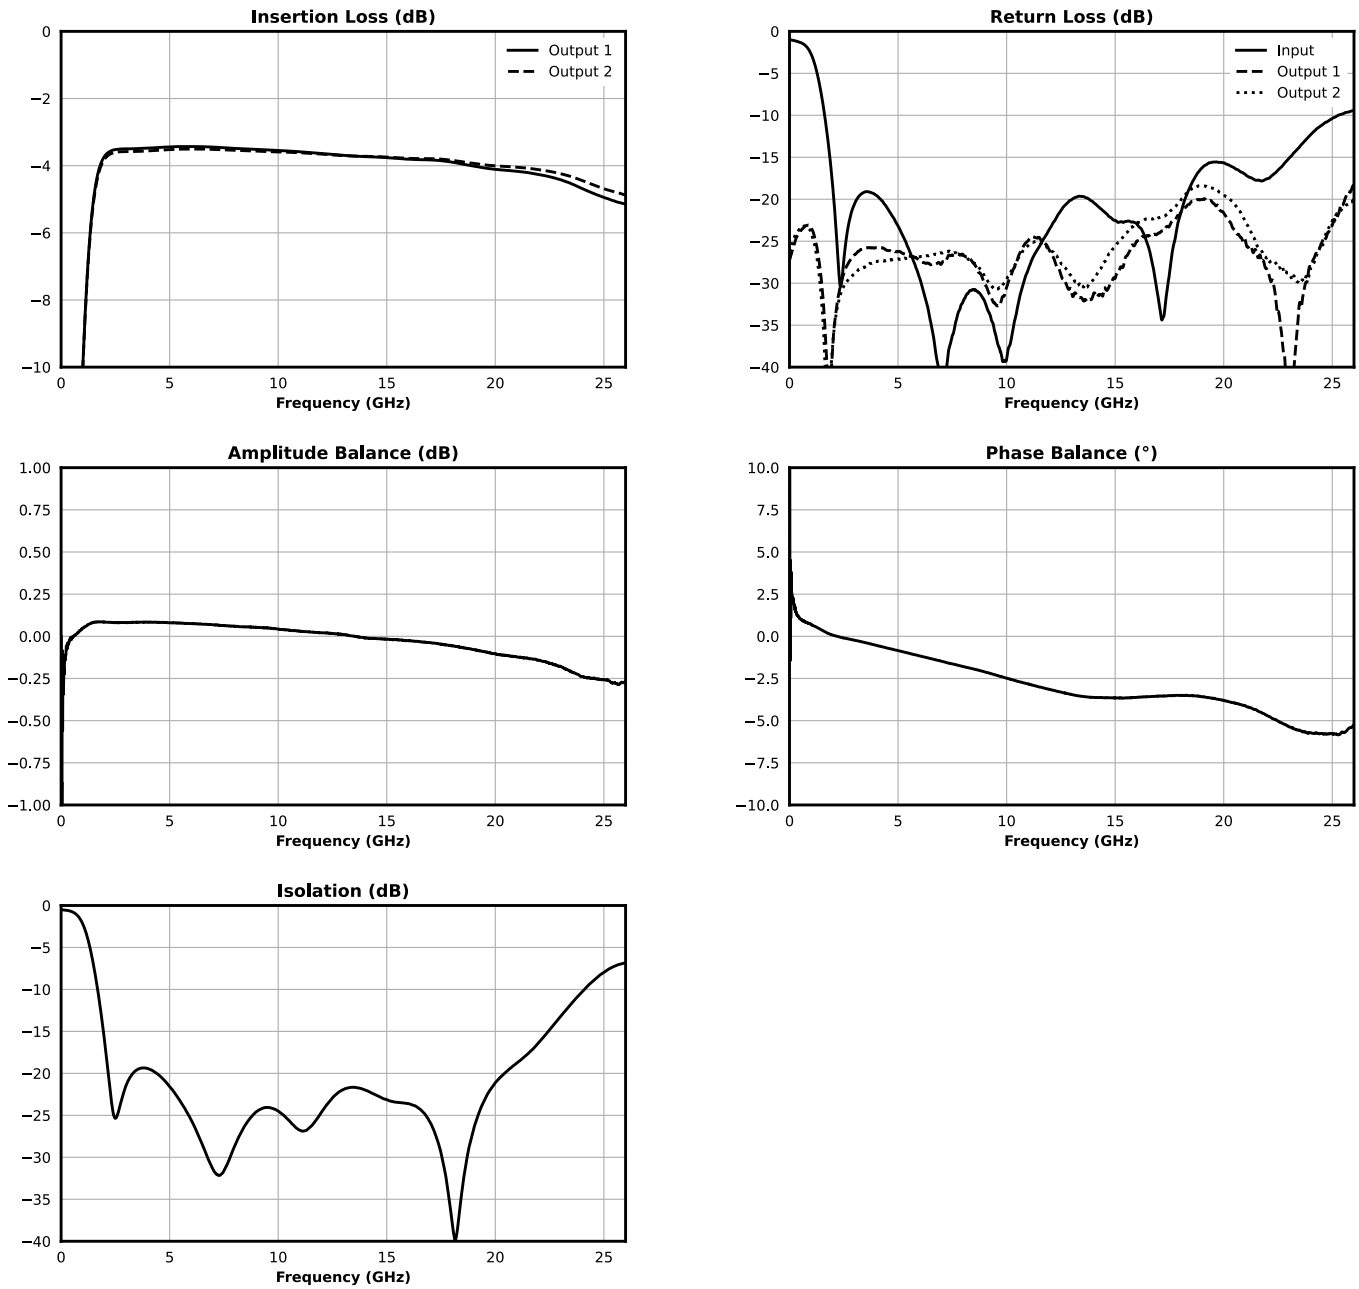 Insertion Loss (dB)
0
−2
−4
−6
−8
−10
Output 1
Output 2
0 5 10 15 20 25
Frequency (GHz)
Return Loss (dB)
0
−5
−10
−15
−20
−25
−30
−35
−40
Input
Output 1
Output 2
0 5 10 15 20 25
Frequency (GHz)
Amplitude Balance (dB)
1.00
0.75
0.50
0.25
0.00
−0.25
−0.50
−0.75
−1.00
0 5 10 15 20 25
Frequency (GHz)
Phase Balance (°)
10.0
7.5
5.0
2.5
0.0
−2.5
−5.0
−7.5
−10.0
0 5 10 15 20 25
Frequency (GHz)
Isolation (dB)
0
−5
−10
−15
−20
−25
−30
−35
−40
0 5 10 15 20 25
Frequency (GHz)